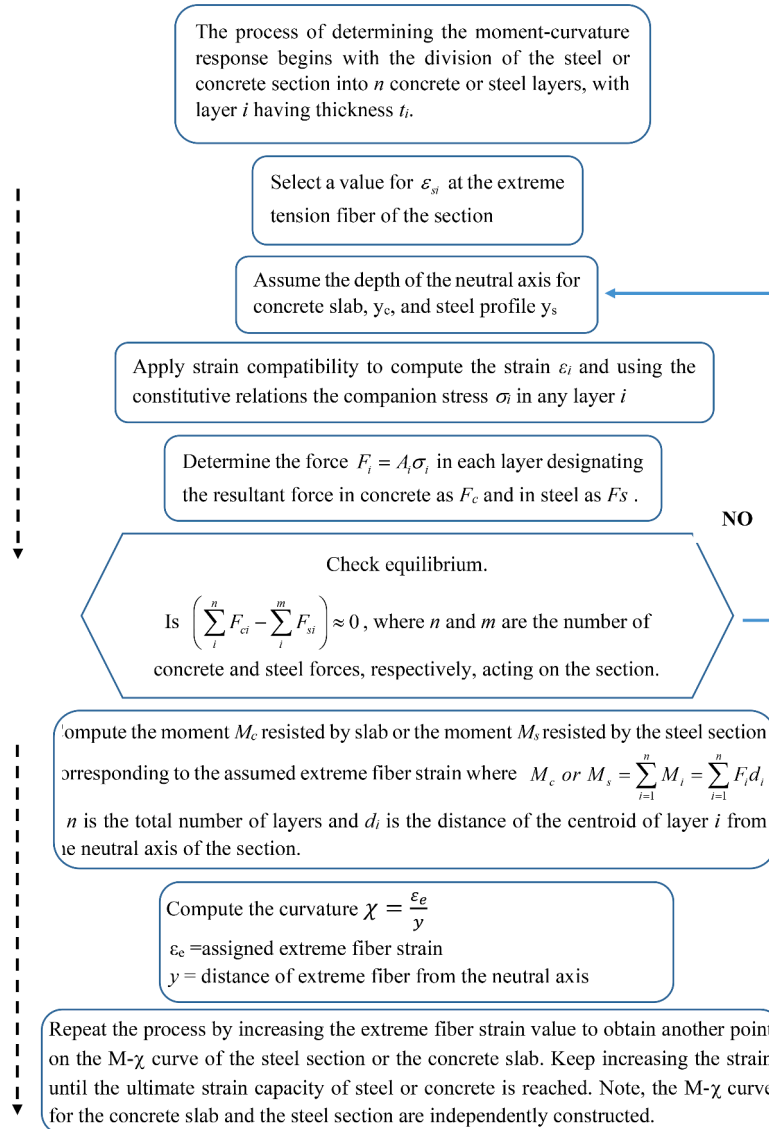 The process of determining the moment-curvature
response begins with the division of the steel or
concrete section into n concrete or steel layers, with
layer i having thickness tᵢ.
Select a value for εₛᵢ at the extreme
tension fiber of the section
Assume the depth of the neutral axis for
concrete slab, y_c, and steel profile yₛ
Apply strain compatibility to compute the strain εᵢ and using the
constitutive relations the companion stress σᵢ in any layer i
Determine the force Fᵢ = Aᵢσᵢ in each layer designating
the resultant force in concrete as F_c and in steel as Fs .
NO
Check equilibrium.
Is (∑ᵢⁿ F_ci − ∑ᵢᵐ F_si) ≈ 0 , where n and m are the number of
concrete and steel forces, respectively, acting on the section.
ompute the moment M_c resisted by slab or the moment Mₛ resisted by the steel section
orresponding to the assumed extreme fiber strain where M_c or M_s = ∑ᵢ₌₁ⁿ Mᵢ = ∑ᵢ₌₁ⁿ Fᵢdᵢ
n is the total number of layers and dᵢ is the distance of the centroid of layer i from
e neutral axis of the section.
Compute the curvature χ = εₑ/y
εₑ =assigned extreme fiber strain
y = distance of extreme fiber from the neutral axis
Repeat the process by increasing the extreme fiber strain value to obtain another point
on the M-χ curve of the steel section or the concrete slab. Keep increasing the strain
until the ultimate strain capacity of steel or concrete is reached. Note, the M-χ curve
for the concrete slab and the steel section are independently constructed.